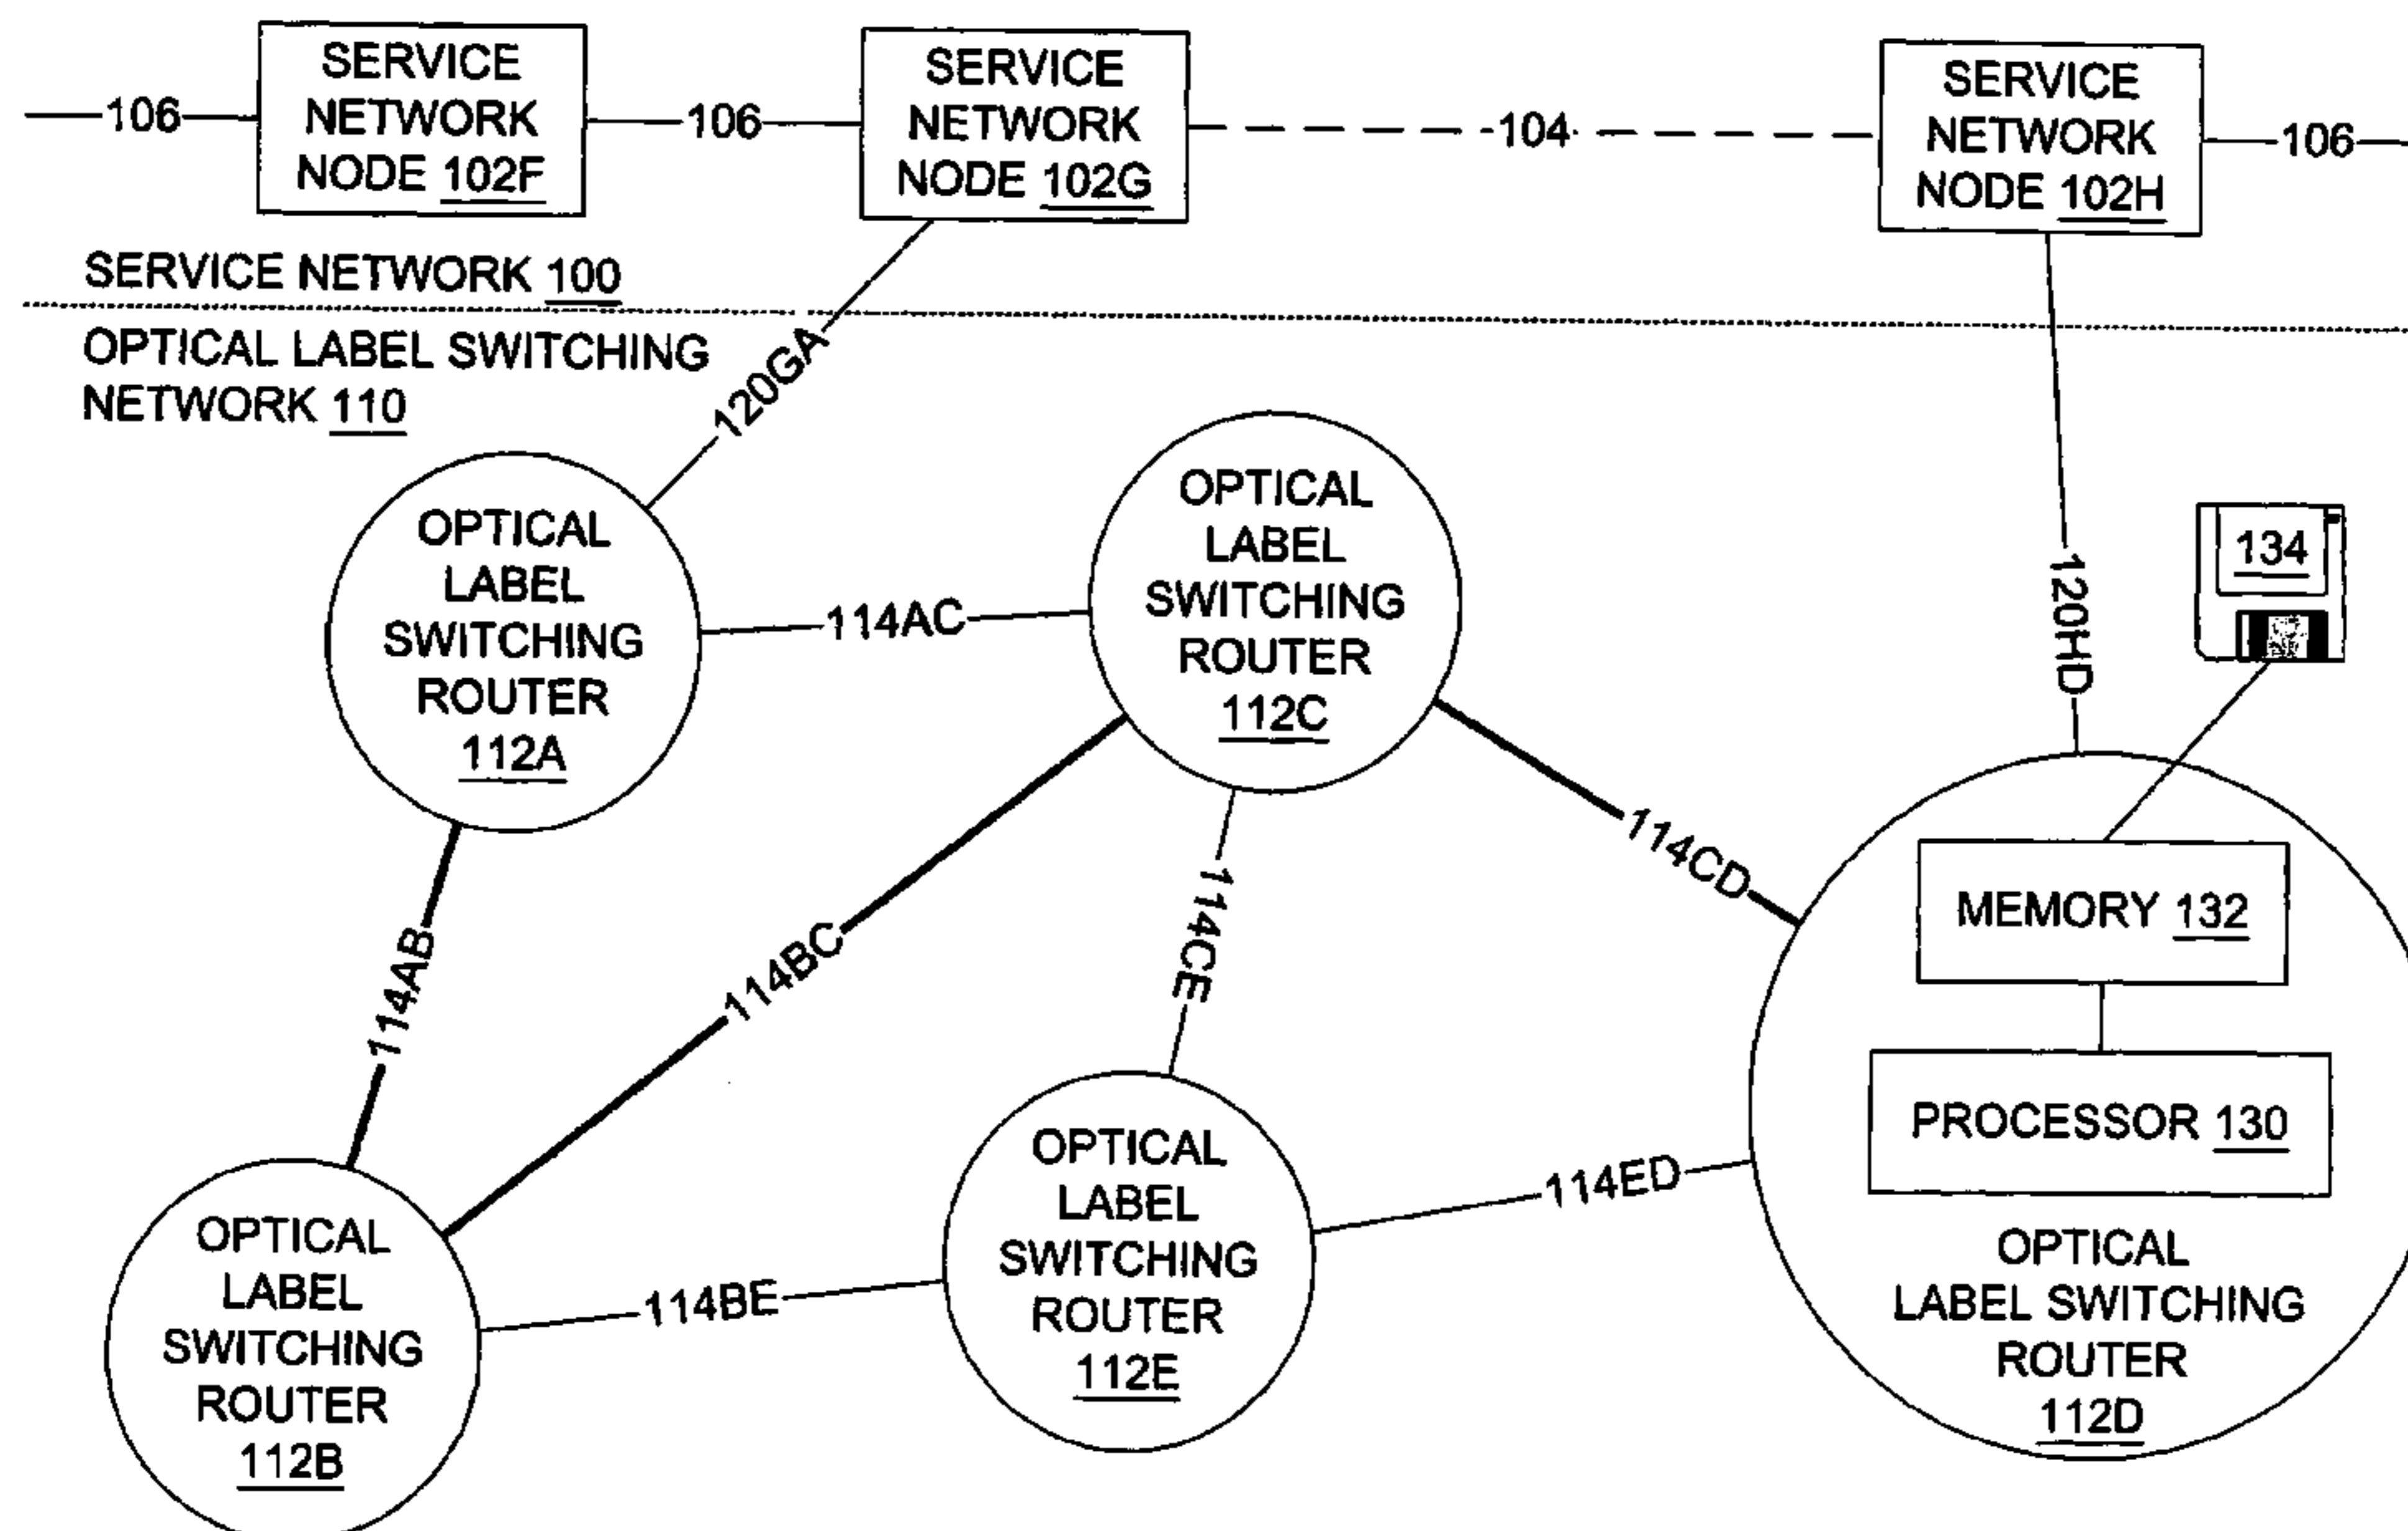 106
SERVICE
NETWORK
NODE 102F
106
SERVICE
NETWORK
NODE 102G
104
SERVICE
NETWORK
NODE 102H
106
SERVICE NETWORK 100
OPTICAL LABEL SWITCHING
NETWORK 110
120GA
120HD
134
OPTICAL
LABEL
SWITCHING
ROUTER
112A
114AC
OPTICAL
LABEL
SWITCHING
ROUTER
112C
114AB
114BC
114CE
114CD
MEMORY 132
PROCESSOR 130
OPTICAL
LABEL SWITCHING
ROUTER
112D
OPTICAL
LABEL
SWITCHING
ROUTER
112B
114BE
OPTICAL
LABEL
SWITCHING
ROUTER
112E
114ED